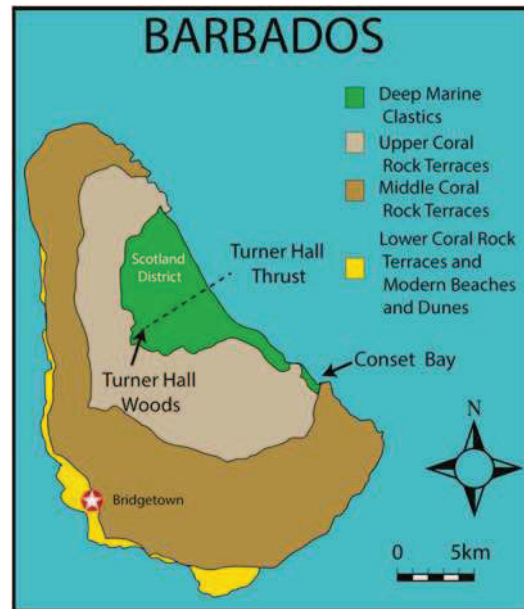 BARBADOS
Deep Marine
Clastics
Upper Coral
Rock Terraces
Middle Coral
Rock Terraces
Lower Coral Rock
Terraces and
Modern Beaches
and Dunes
Scotland
District
Turner Hall
Thrust
Turner Hall
Woods
Conset Bay
Bridgetown
N
0 5km